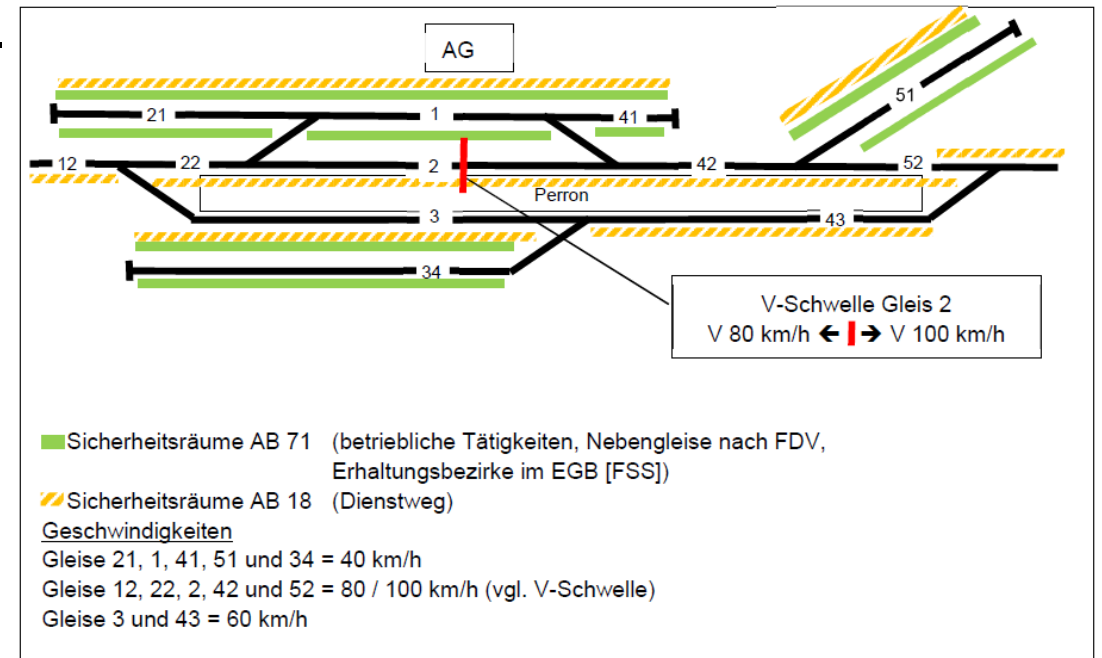 AG
51
21
1
41
12
22
2
42
52
Perron
3
43
34
V-Schwelle Gleis 2
V 80 km/h ← | → V 100 km/h
Sicherheitsräume AB 71 (betriebliche Tätigkeiten, Nebengleise nach FDV,
Erhaltungsbezirke im EGB [FSS])
Sicherheitsräume AB 18 (Dienstweg)
Geschwindigkeiten
Gleise 21, 1, 41, 51 und 34 = 40 km/h
Gleise 12, 22, 2, 42 und 52 = 80 / 100 km/h (vgl. V-Schwelle)
Gleise 3 und 43 = 60 km/h